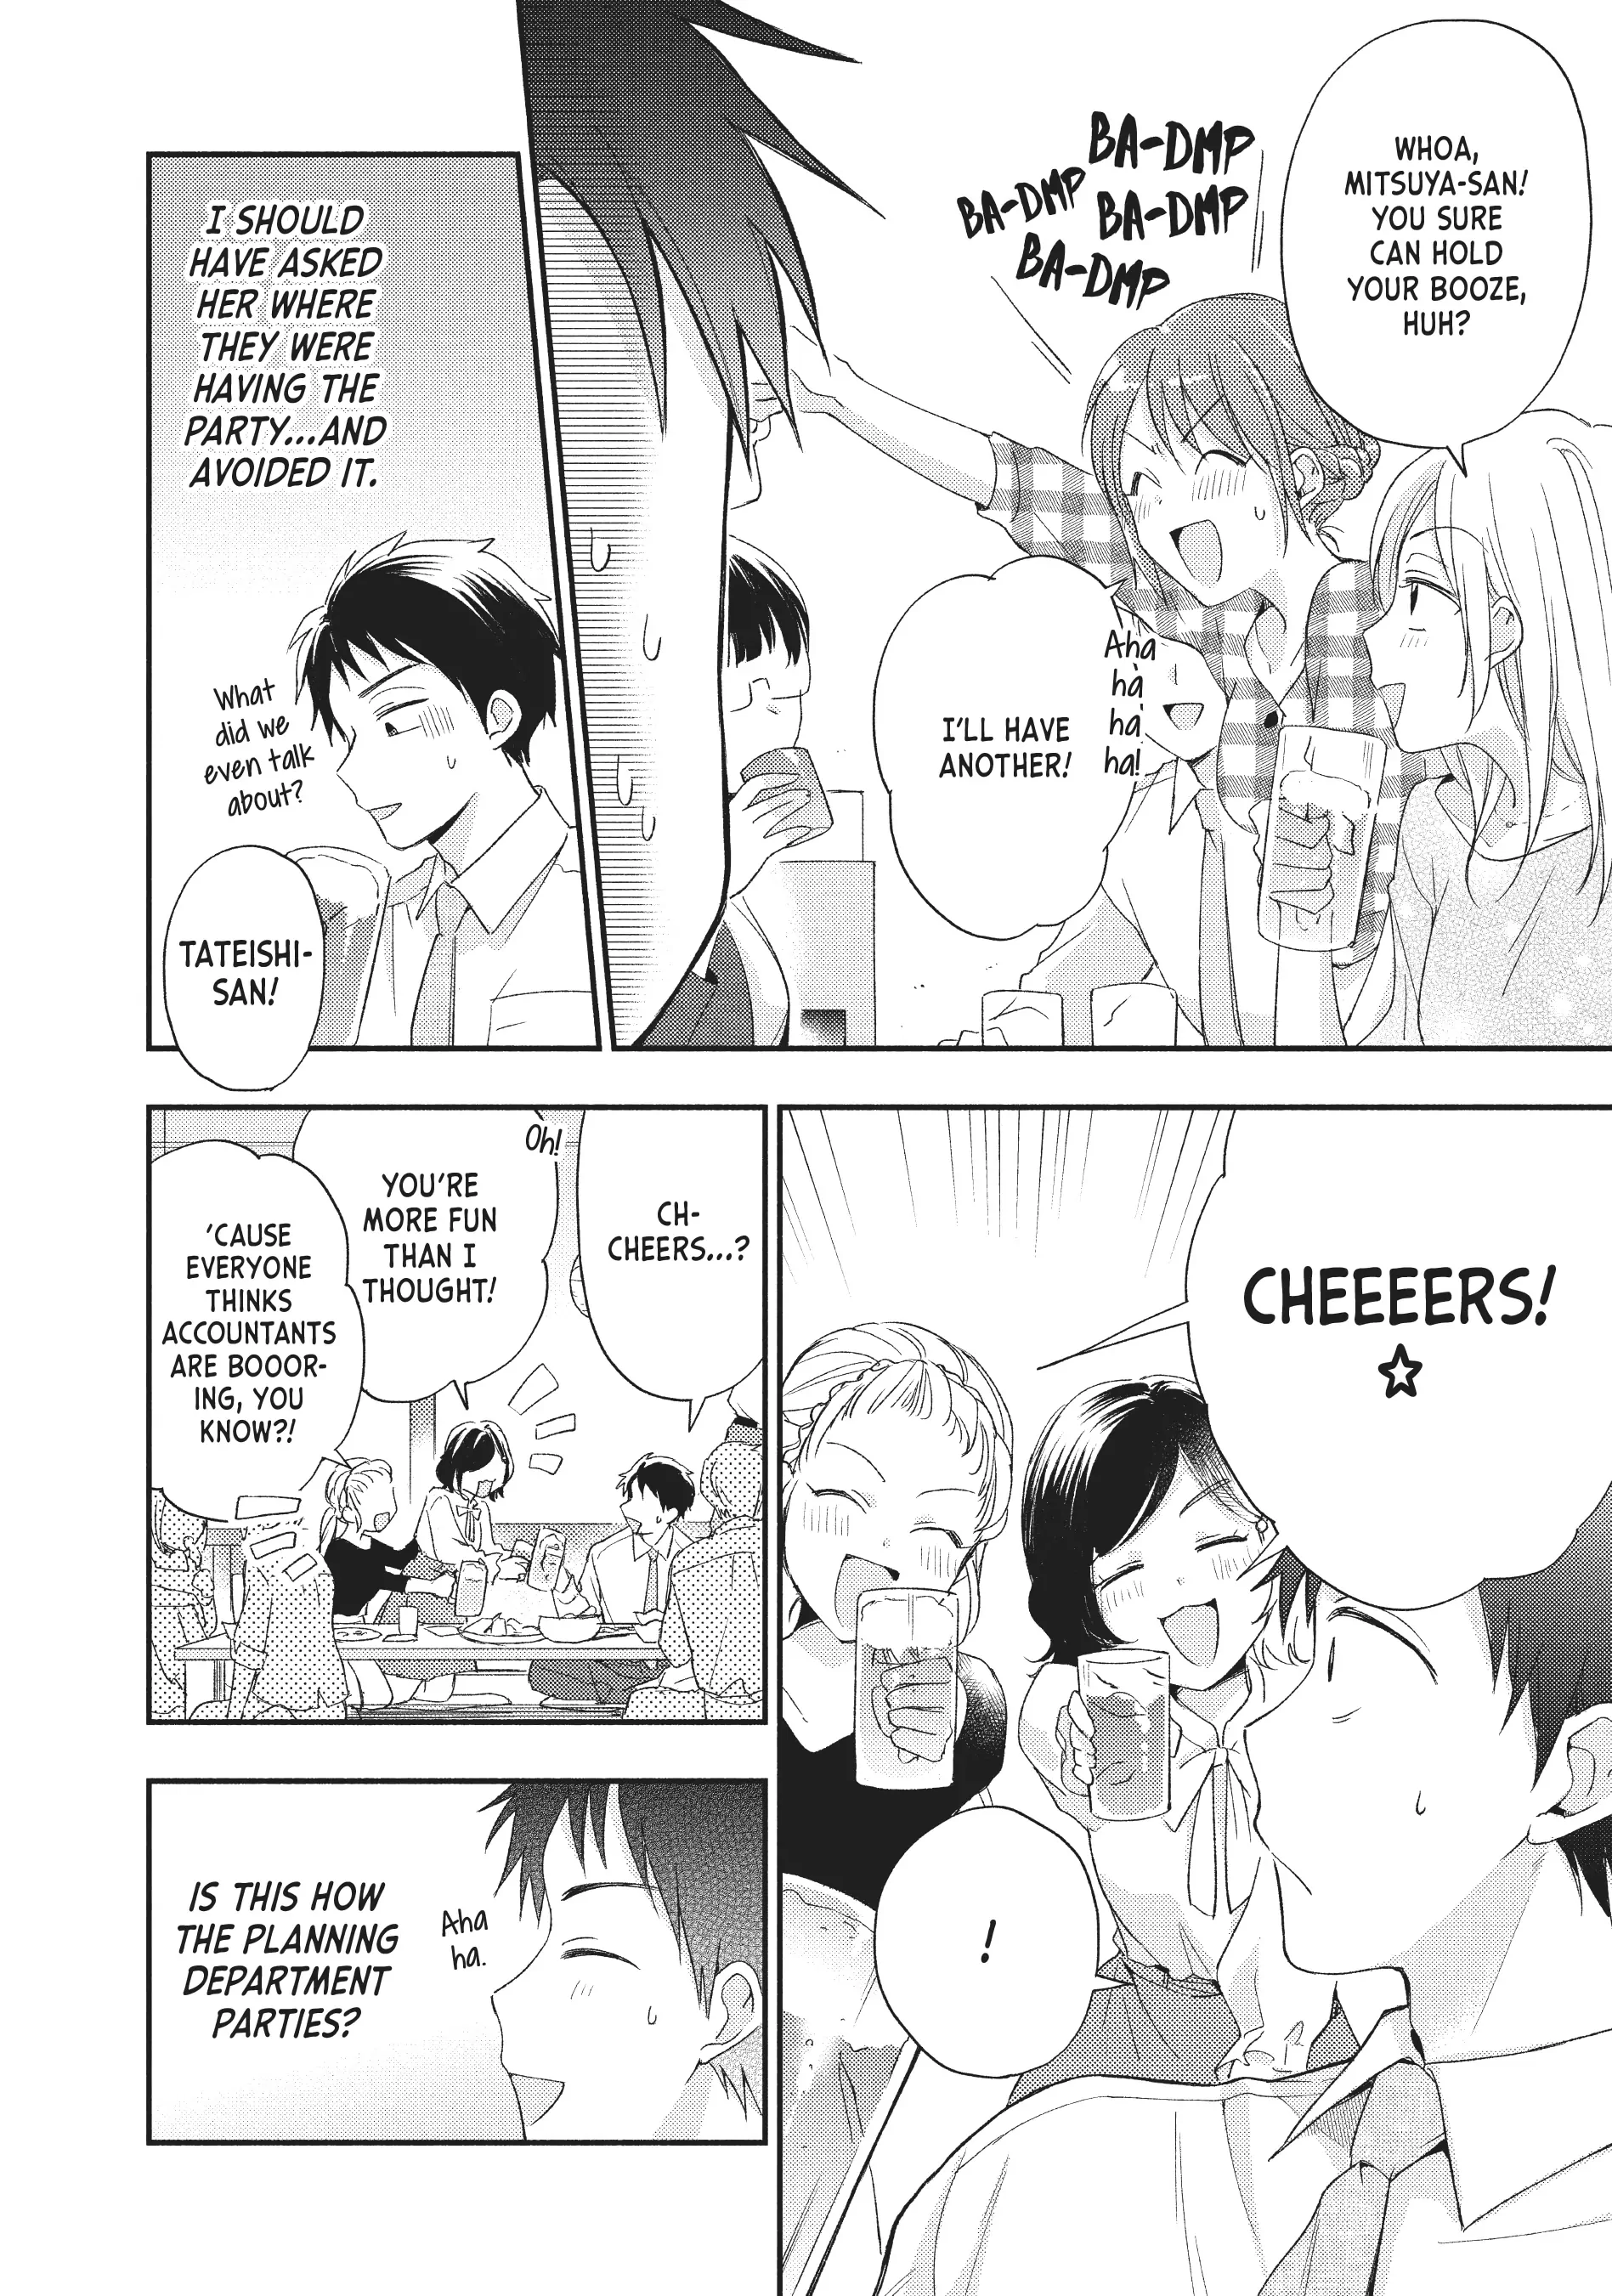 WHOA,
MITSUYA-SAN!
YOU SURE
CAN HOLD
YOUR BOOZE,
HUH?
BA-DMP
BA-DMP
BA-DMP
BA-DMP
Aha
ha
ha
ha!
I'LL HAVE
ANOTHER!
I SHOULD
HAVE ASKED
HER WHERE
THEY WERE
HAVING THE
PARTY...AND
AVOIDED IT.
What
did we
even talk
about?
TATEISHI-
SAN!
CHEEEERS!
☆
!
CH-
CHEERS...?
Oh!
YOU'RE
MORE FUN
THAN I
THOUGHT!
'CAUSE
EVERYONE
THINKS
ACCOUNTANTS
ARE BOOOR-
ING, YOU
KNOW?!
IS THIS HOW
THE PLANNING
DEPARTMENT
PARTIES?
Aha
ha.